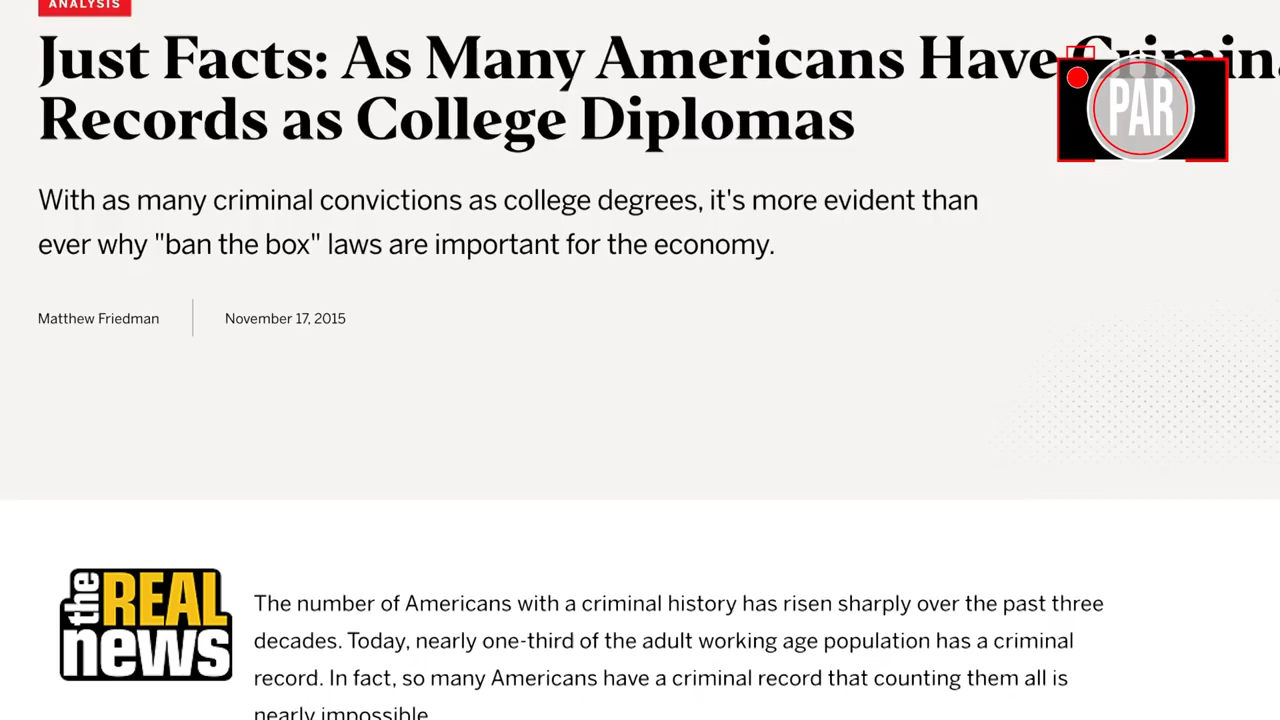 ANALYSIS
Just Facts: As Many Americans Have Crimin
Records as College Diplomas
PAR
With as many criminal convictions as college degrees, it's more evident than
ever why "ban the box" laws are important for the economy.
Matthew Friedman
November 17, 2015
the REAL news
The number of Americans with a criminal history has risen sharply over the past three
decades. Today, nearly one-third of the adult working age population has a criminal
record. In fact, so many Americans have a criminal record that counting them all is
nearly impossible.